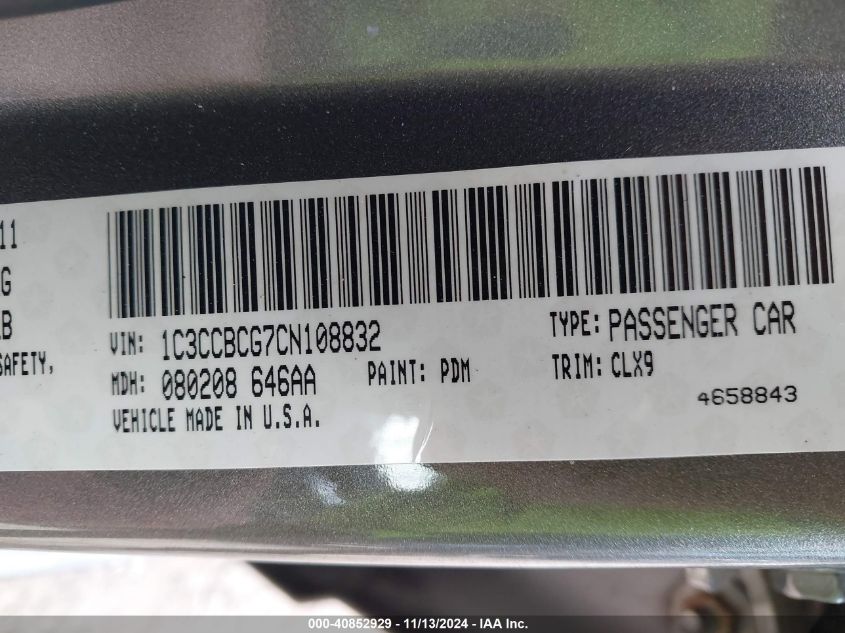 11
G
LB
SAFETY,
VIN: 1C3CCBCG7CN108832
TYPE: PASSENGER CAR
MDH: 080208 646AA
PAINT: PDM
TRIM: CLX9
VEHICLE MADE IN U.S.A.
4658843
000-40852929 - 11/13/2024 - IAA Inc.